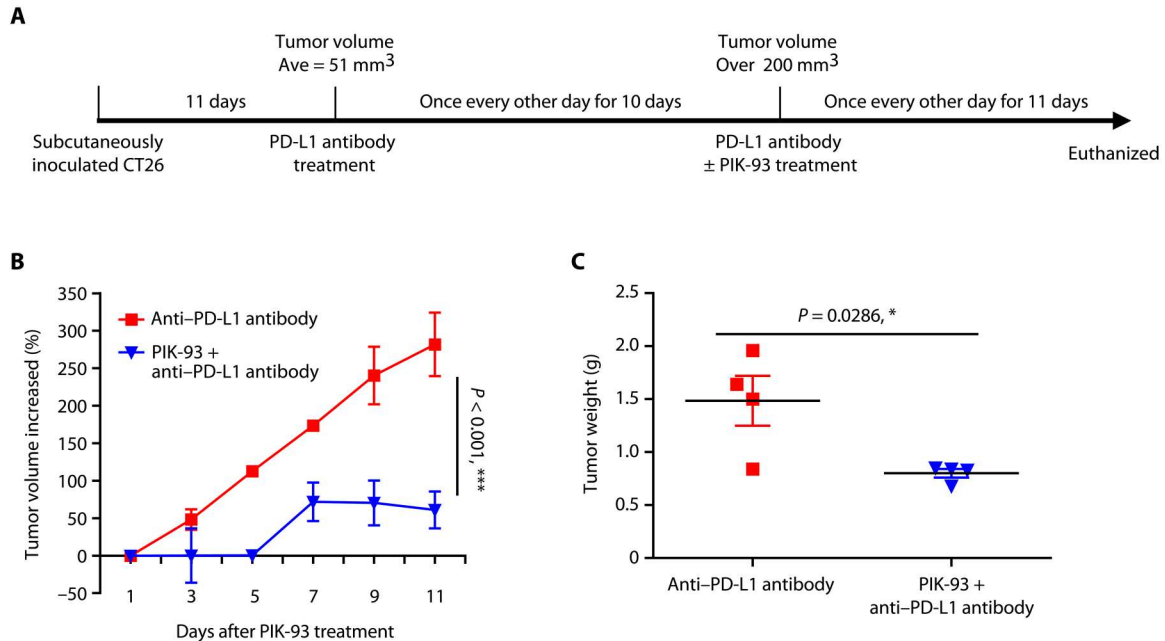 A
Tumor volume
Ave = 51 mm3
Tumor volume
Over 200 mm3
11 days
Once every other day for 10 days
Once every other day for 11 days
Subcutaneously
inoculated CT26
PD-L1 antibody
treatment
PD-L1 antibody
± PIK-93 treatment
Euthanized
B
Tumor volume increased (%)
350
300
250
200
150
100
50
0
–50
Anti–PD-L1 antibody
PIK-93 +
anti–PD-L1 antibody
P < 0.001, ***
1 3 5 7 9 11
Days after PIK-93 treatment
C
Tumor weight (g)
2.5
2.0
1.5
1.0
0.5
0
P = 0.0286, *
Anti–PD-L1 antibody
PIK-93 +
anti–PD-L1 antibody